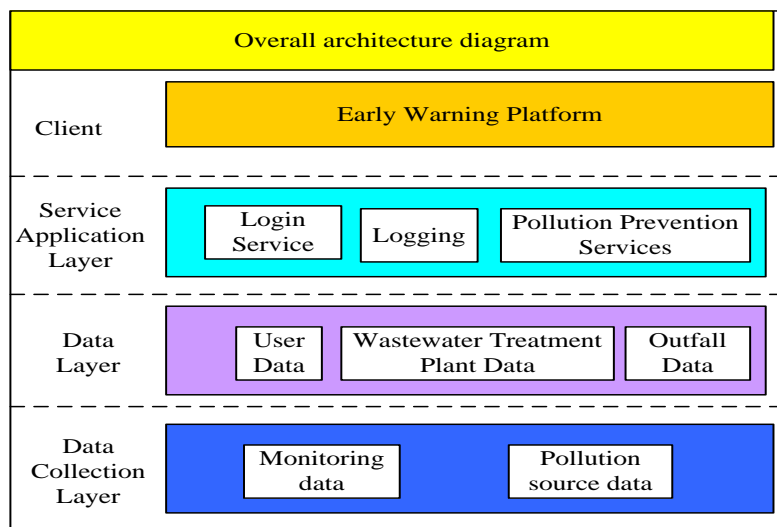 Overall architecture diagram
Client
Early Warning Platform
Service
Application
Layer
Login
Service
Logging
Pollution Prevention
Services
Data
Layer
User
Data
Wastewater Treatment
Plant Data
Outfall
Data
Data
Collection
Layer
Monitoring
data
Pollution
source data